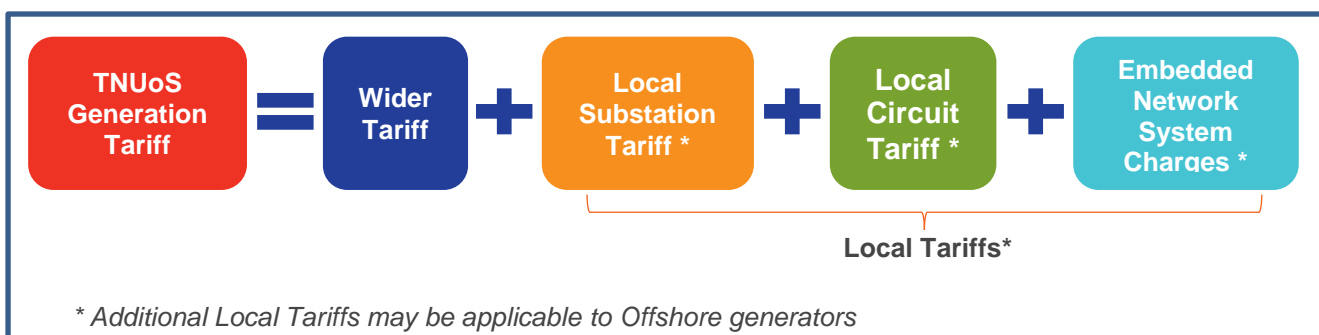 TNUoS
Generation
Tariff
Wider
Tariff
Local
Substation
Tariff *
Local
Circuit
Tariff *
Embedded
Network
System
Charges *
Local Tariffs*
* Additional Local Tariffs may be applicable to Offshore generators